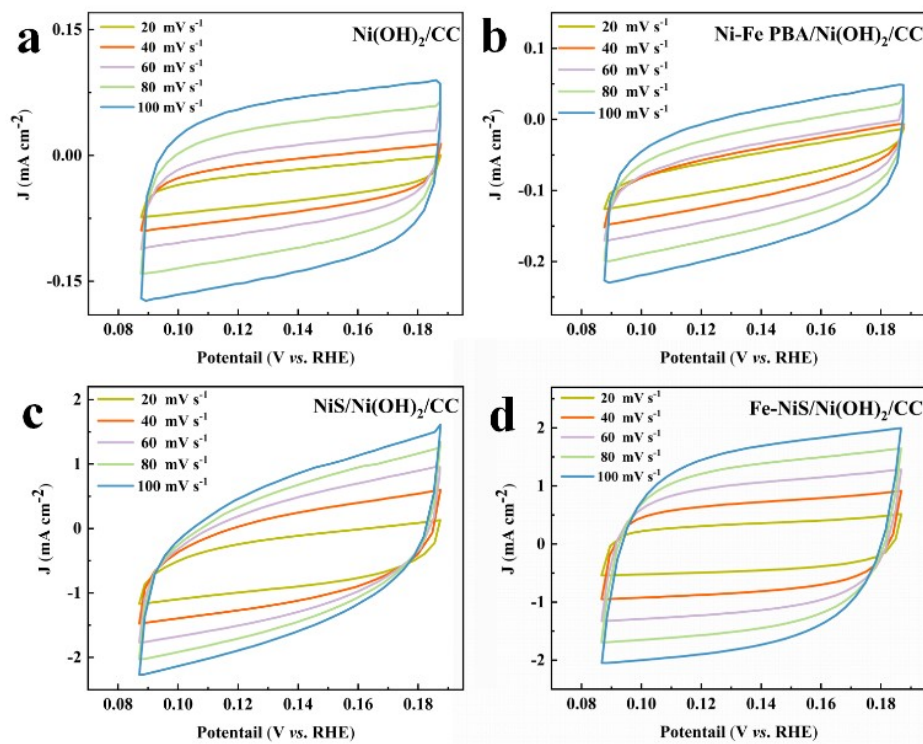 a
Ni(OH)₂/CC
20 mV s⁻¹
40 mV s⁻¹
60 mV s⁻¹
80 mV s⁻¹
100 mV s⁻¹
J (mA cm⁻²)
0.15
0.00
-0.15
0.08 0.10 0.12 0.14 0.16 0.18
Potentail (V vs. RHE)
b
Ni-Fe PBA/Ni(OH)₂/CC
20 mV s⁻¹
40 mV s⁻¹
60 mV s⁻¹
80 mV s⁻¹
100 mV s⁻¹
J (mA cm⁻²)
0.1
0.0
-0.1
-0.2
0.08 0.10 0.12 0.14 0.16 0.18
Potentail (V vs. RHE)
c
NiS/Ni(OH)₂/CC
20 mV s⁻¹
40 mV s⁻¹
60 mV s⁻¹
80 mV s⁻¹
100 mV s⁻¹
J (mA cm⁻²)
2
1
0
-1
-2
0.08 0.10 0.12 0.14 0.16 0.18
Potentail (V vs. RHE)
d
Fe-NiS/Ni(OH)₂/CC
20 mV s⁻¹
40 mV s⁻¹
60 mV s⁻¹
80 mV s⁻¹
100 mV s⁻¹
J (mA cm⁻²)
2
1
0
-1
-2
0.08 0.10 0.12 0.14 0.16 0.18
Potentail (V vs. RHE)